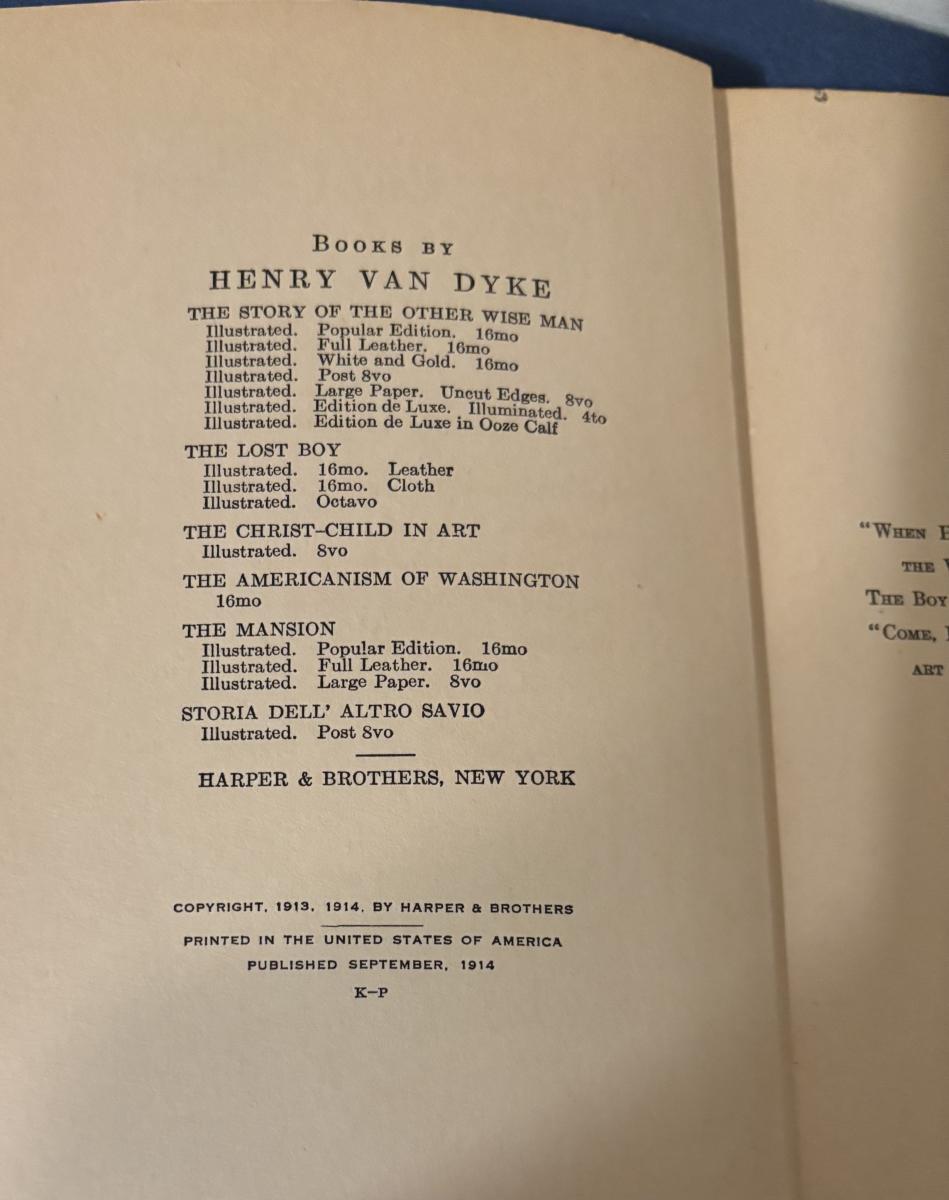 BOOKS BY
HENRY VAN DYKE
THE STORY OF THE OTHER WISE MAN
Illustrated. Popular Edition. 16mo
Illustrated. Full Leather. 16mo
Illustrated. White and Gold. 16mo
Illustrated. Post 8vo
Illustrated. Large Paper. Uncut Edges. 8vo
Illustrated. Edition de Luxe. Illuminated. 4to
Illustrated. Edition de Luxe in Ooze Calf
THE LOST BOY
Illustrated. 16mo. Leather
Illustrated. 16mo. Cloth
Illustrated. Octavo
THE CHRIST-CHILD IN ART
Illustrated. 8vo
THE AMERICANISM OF WASHINGTON
16mo
THE MANSION
Illustrated. Popular Edition. 16mo
Illustrated. Full Leather. 16mo
Illustrated. Large Paper. 8vo
STORIA DELL' ALTRO SAVIO
Illustrated. Post 8vo
HARPER & BROTHERS, NEW YORK
COPYRIGHT, 1913, 1914, BY HARPER & BROTHERS
PRINTED IN THE UNITED STATES OF AMERICA
PUBLISHED SEPTEMBER, 1914
K-P
"WHEN
THE
THE BOY
"COME,
ART